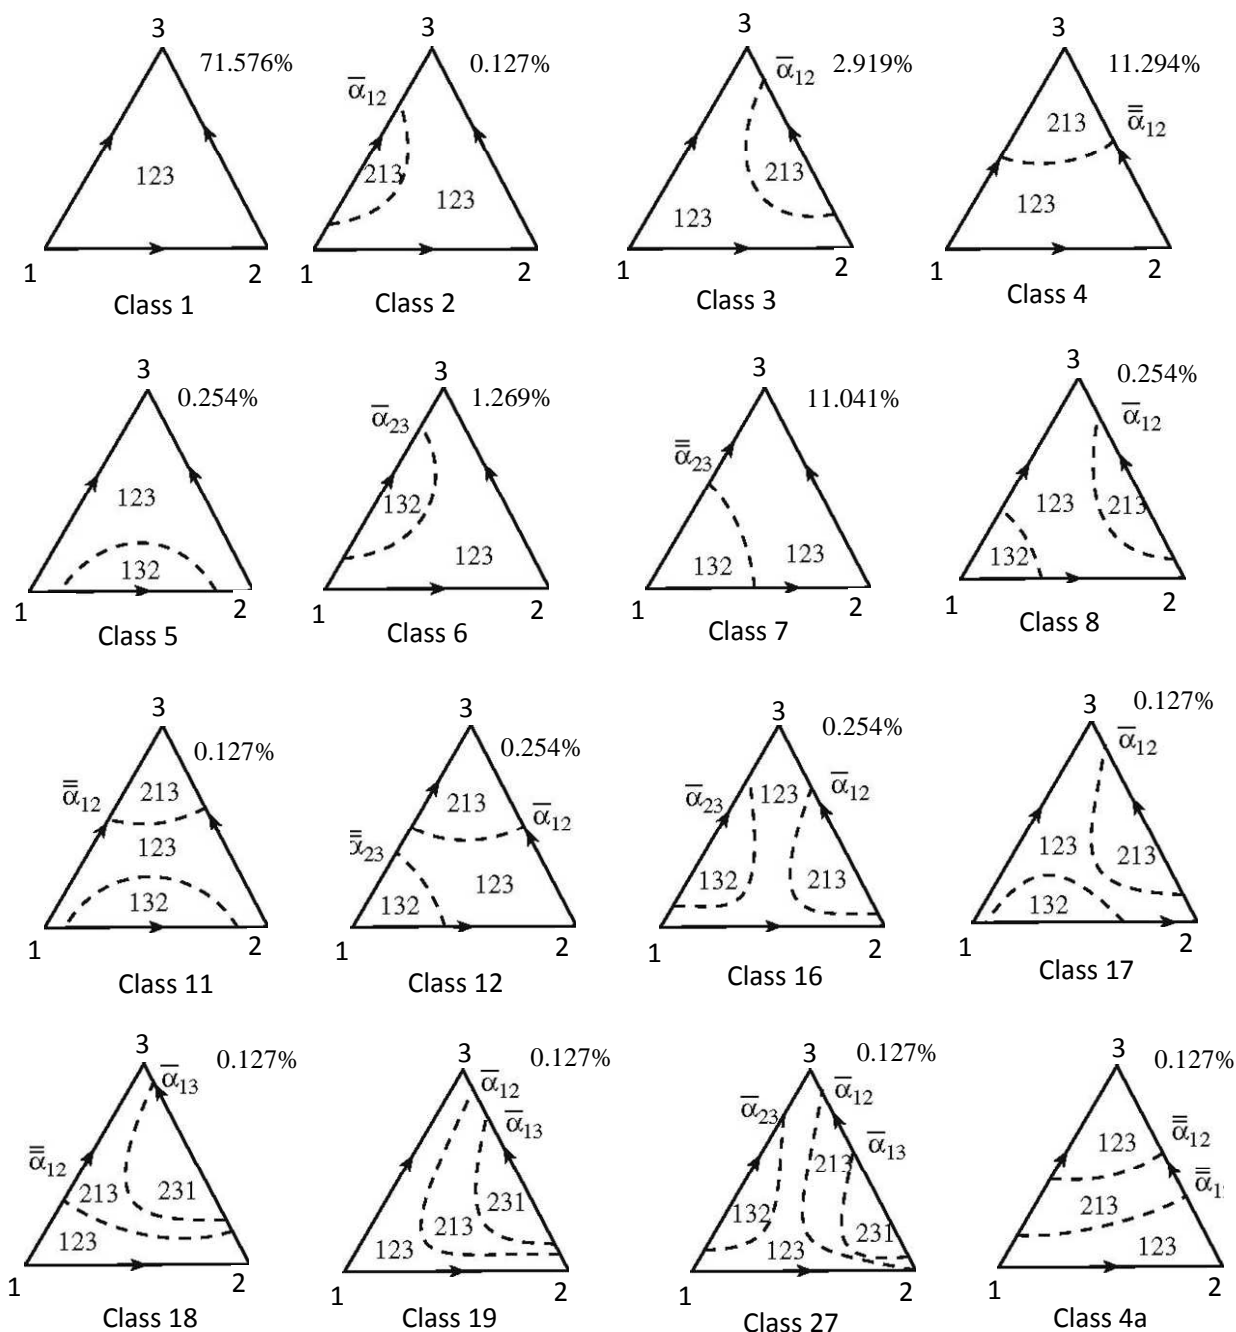 3 3 3 3
71.576% 0.127% 2.919% 11.294%
ᾱ12 ᾱ12 α̿12
213 213 213
123 123 123 123
1 2 1 2 1 2 1 2
Class 1 Class 2 Class 3 Class 4
3 3 3 3
0.254% 1.269% 11.041% 0.254%
ᾱ23 α̿23 ᾱ12
123 132 123 213
132 123 132 123 132
1 2 1 2 1 2 1 2
Class 5 Class 6 Class 7 Class 8
3 3 3 3
0.127% 0.254% 0.254% 0.127%
α̿12 213 213 ᾱ12 ᾱ23 123 ᾱ12 ᾱ12
123 α̿23 123 132 213 123 213
132 132 132
1 2 1 2 1 2 1 2
Class 11 Class 12 Class 16 Class 17
3 3 3 3
0.127% 0.127% 0.127% 0.127%
ᾱ13 ᾱ12 ᾱ23 ᾱ12 α̿12
α̿12 ᾱ13 213 ᾱ13 123
213 231 231 132 213
123 123 213 123 231 123
1 2 1 2 1 2 1 2
Class 18 Class 19 Class 27 Class 4a